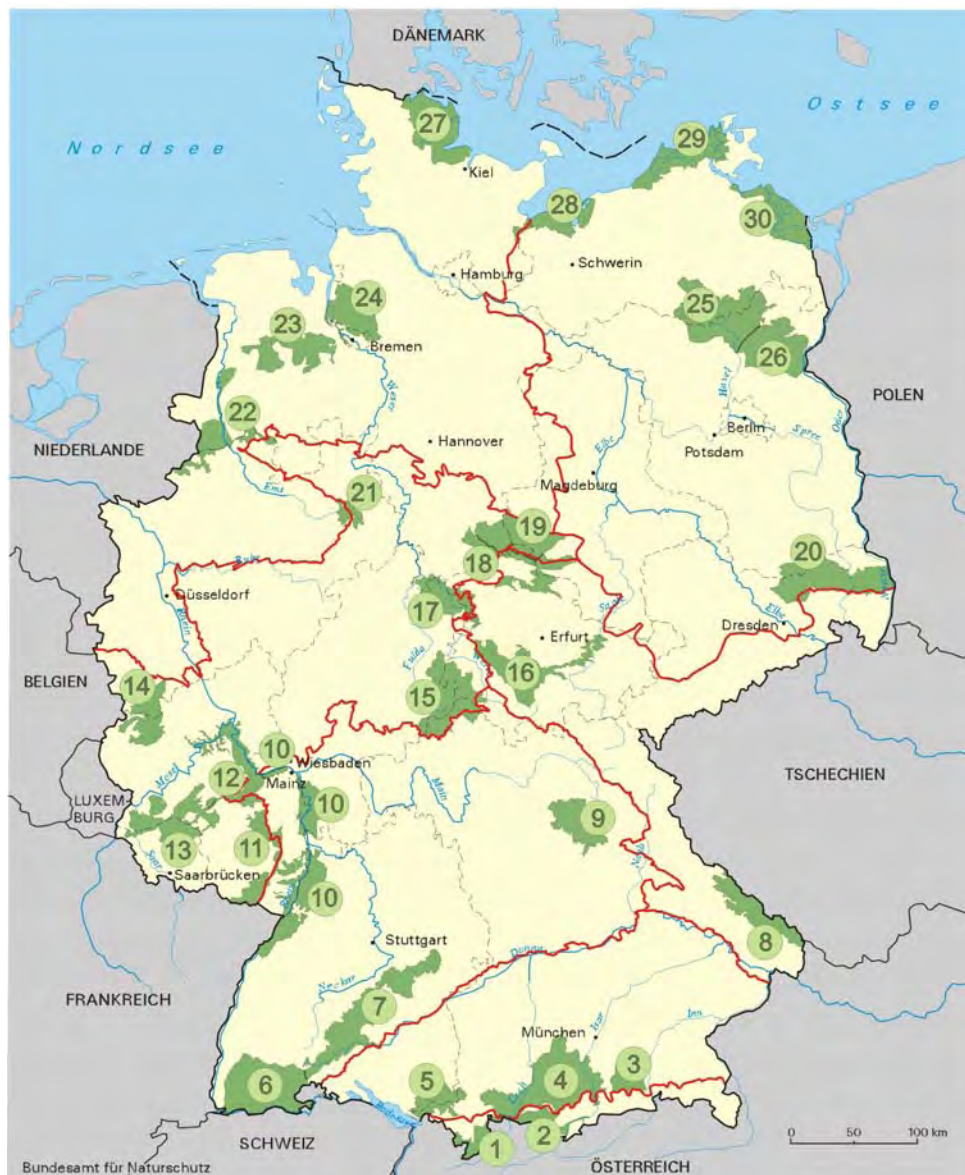 DÄNEMARK
Ostsee
Nordsee
27
29
Kiel
28
30
Schwerin
Hamburg
24
25
23
Bremen
26
Weser
Havel
POLEN
22
Oder
Berlin
NIEDERLANDE
Hannover
Elbe
Spree
Potsdam
Ems
21
Magdeburg
19
20
18
Ruhr
Düsseldorf
17
Saale
Elbe
Neiße
Rhein
Dresden
Erfurt
BELGIEN
14
Fulda
16
15
10
Wiesbaden
Mosel
Mainz
TSCHECHIEN
12
Main
LUXEM-
BURG
10
9
13
11
Saar
Naab
Saarbrücken
10
Rhein
Stuttgart
8
Donau
FRANKREICH
Neckar
7
Inn
München
Isar
3
6
5
4
Lech
Bodensee
2
SCHWEIZ
1
0 50 100 km
Bundesamt für Naturschutz
ÖSTERREICH